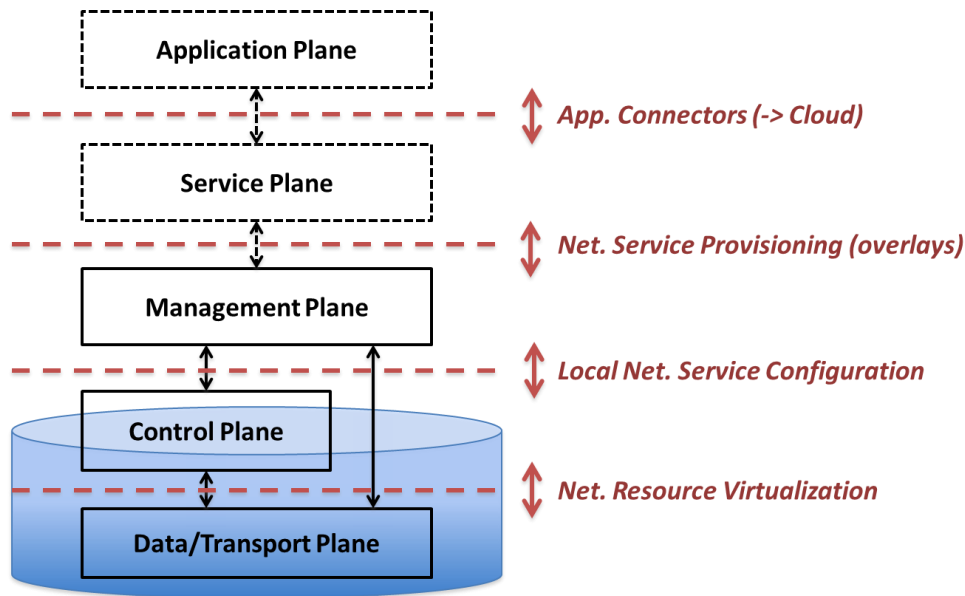 Application Plane
App. Connectors (-> Cloud)
Service Plane
Net. Service Provisioning (overlays)
Management Plane
Local Net. Service Configuration
Control Plane
Net. Resource Virtualization
Data/Transport Plane